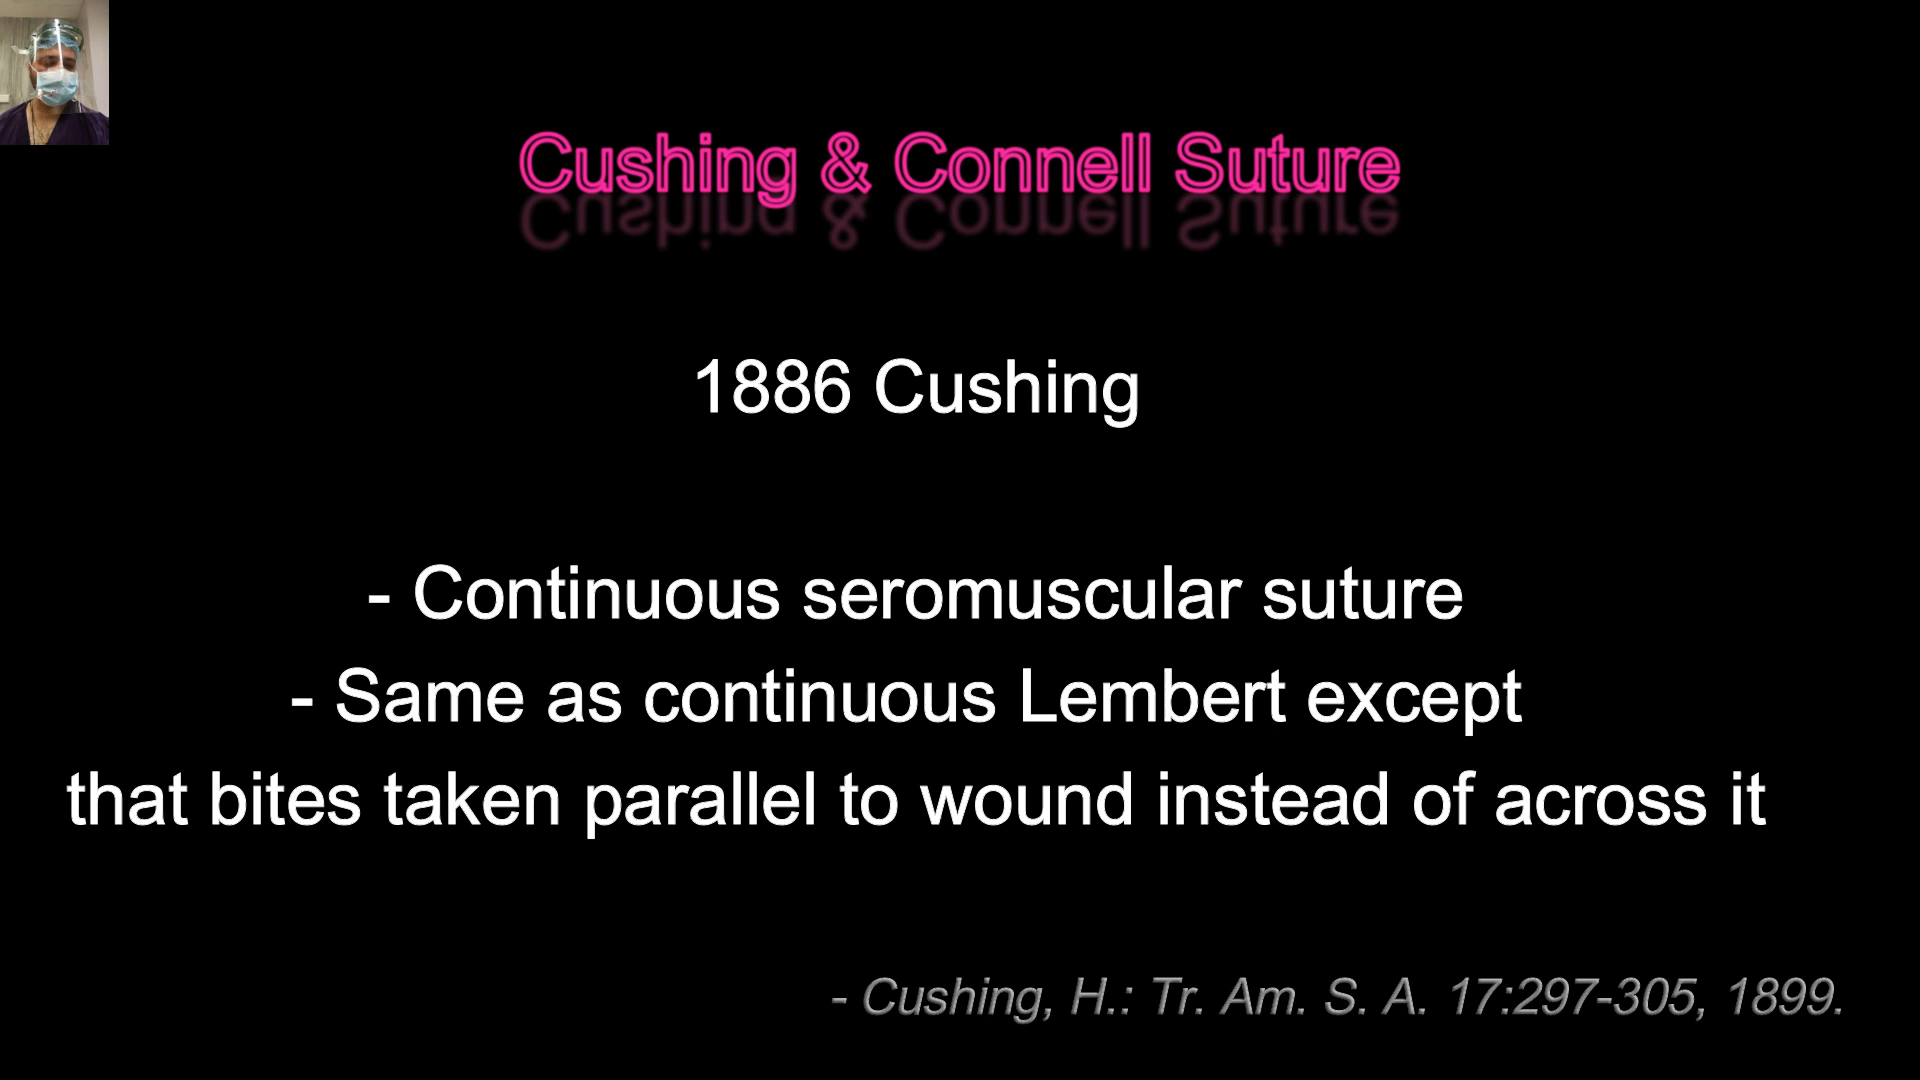 Cushing & Connell Suture
1886 Cushing
- Continuous seromuscular suture
- Same as continuous Lembert except
that bites taken parallel to wound instead of across it
- Cushing, H.: Tr. Am. S. A. 17:297-305, 1899.